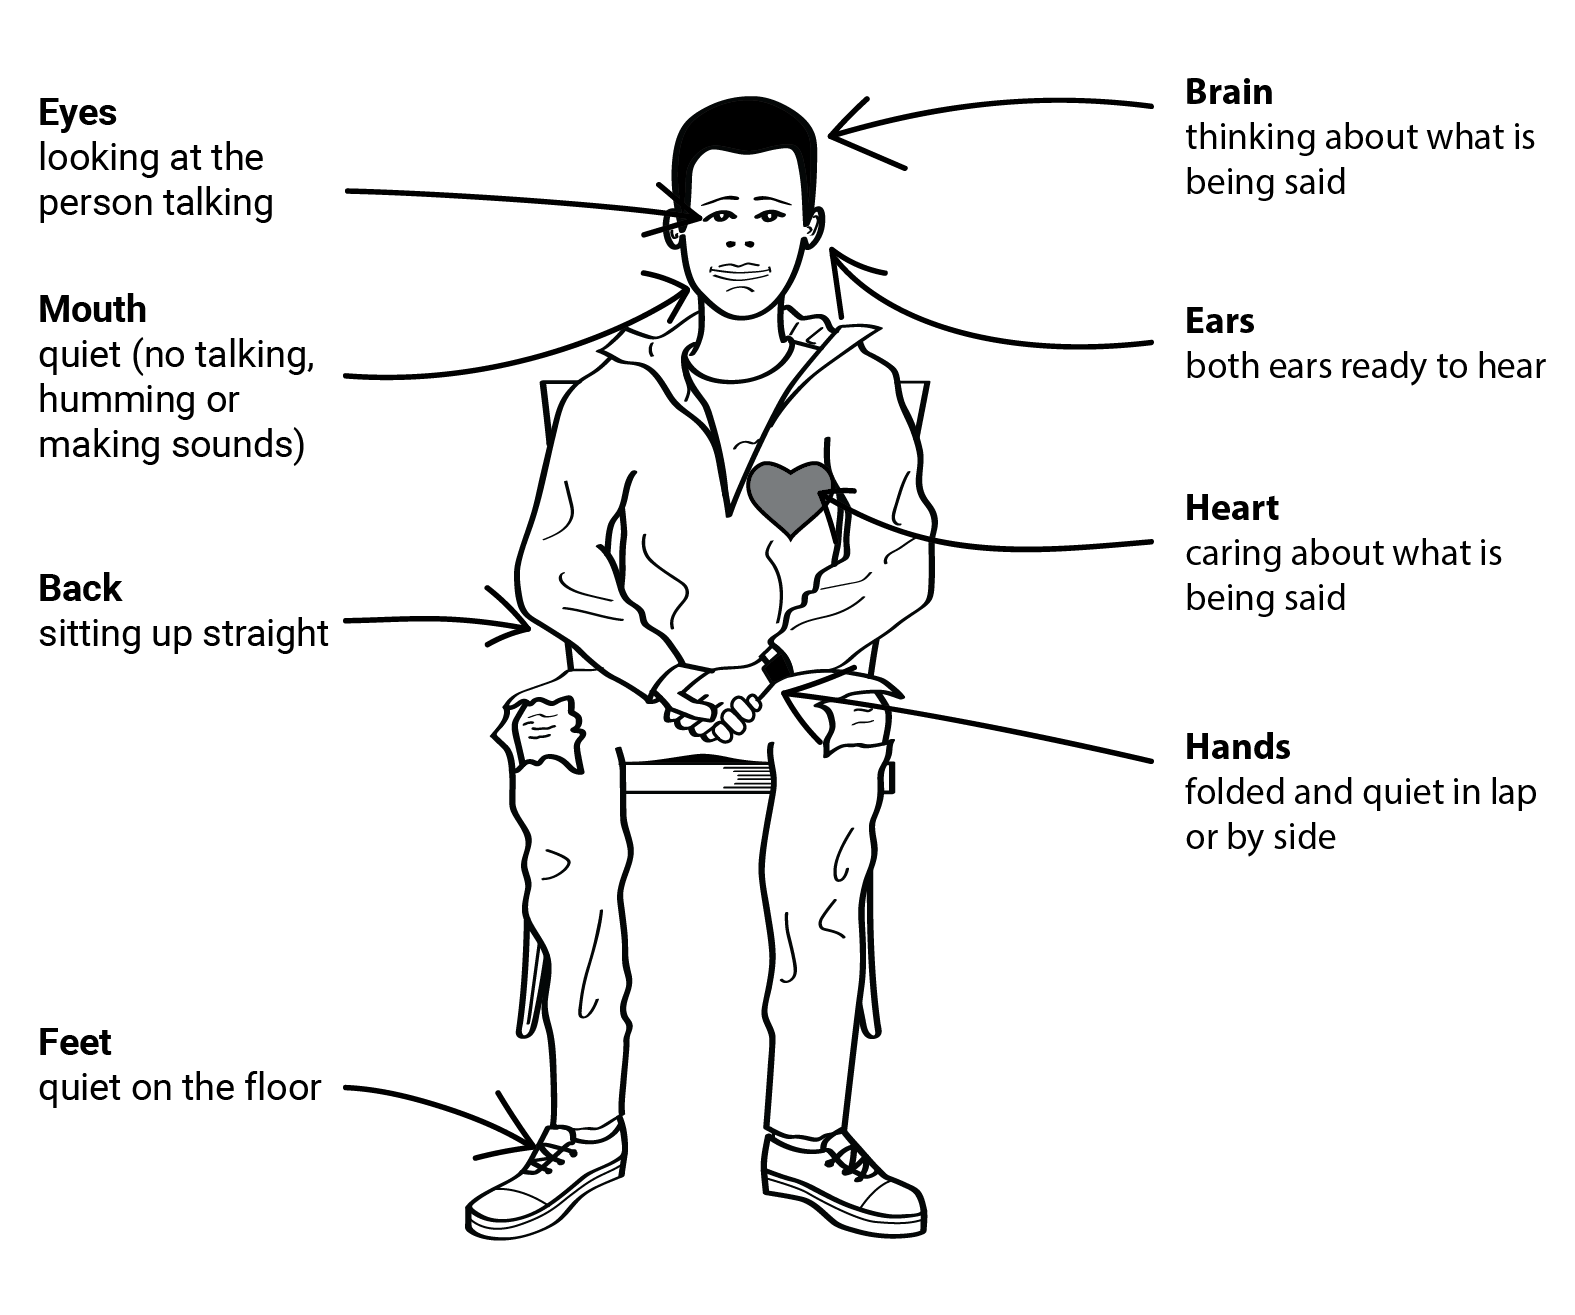 Eyes
looking at the
person talking
Mouth
quiet (no talking,
humming or
making sounds)
Back
sitting up straight
Feet
quiet on the floor
Brain
thinking about what is
being said
Ears
both ears ready to hear
Heart
caring about what is
being said
Hands
folded and quiet in lap
or by side